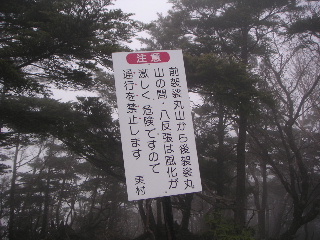 注意
前袈裟丸山から後袈裟丸
山の間・八反張は風化が
激しく危険ですので
通行を禁止します
東村